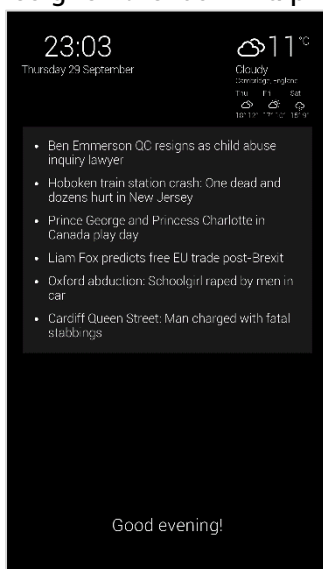 23:03
Thursday 29 September
11°C
Cloudy
Cambridge, England
Thu Fri Sat
• Ben Emmerson QC resigns as child abuse
inquiry lawyer
• Hoboken train station crash: One dead and
dozens hurt in New Jersey
• Prince George and Princess Charlotte in
Canada play day
• Liam Fox predicts free EU trade post-Brexit
• Oxford abduction: Schoolgirl raped by men in
car
• Cardiff Queen Street: Man charged with fatal
stabbings
Good evening!